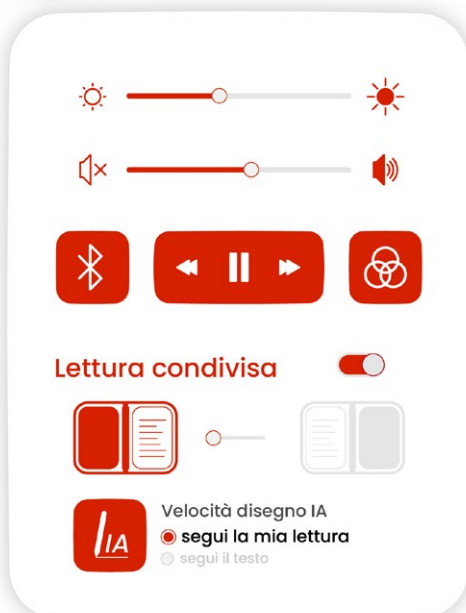 Lettura condivisa
IA
Velocità disegno IA
segui la mia lettura
segui il testo